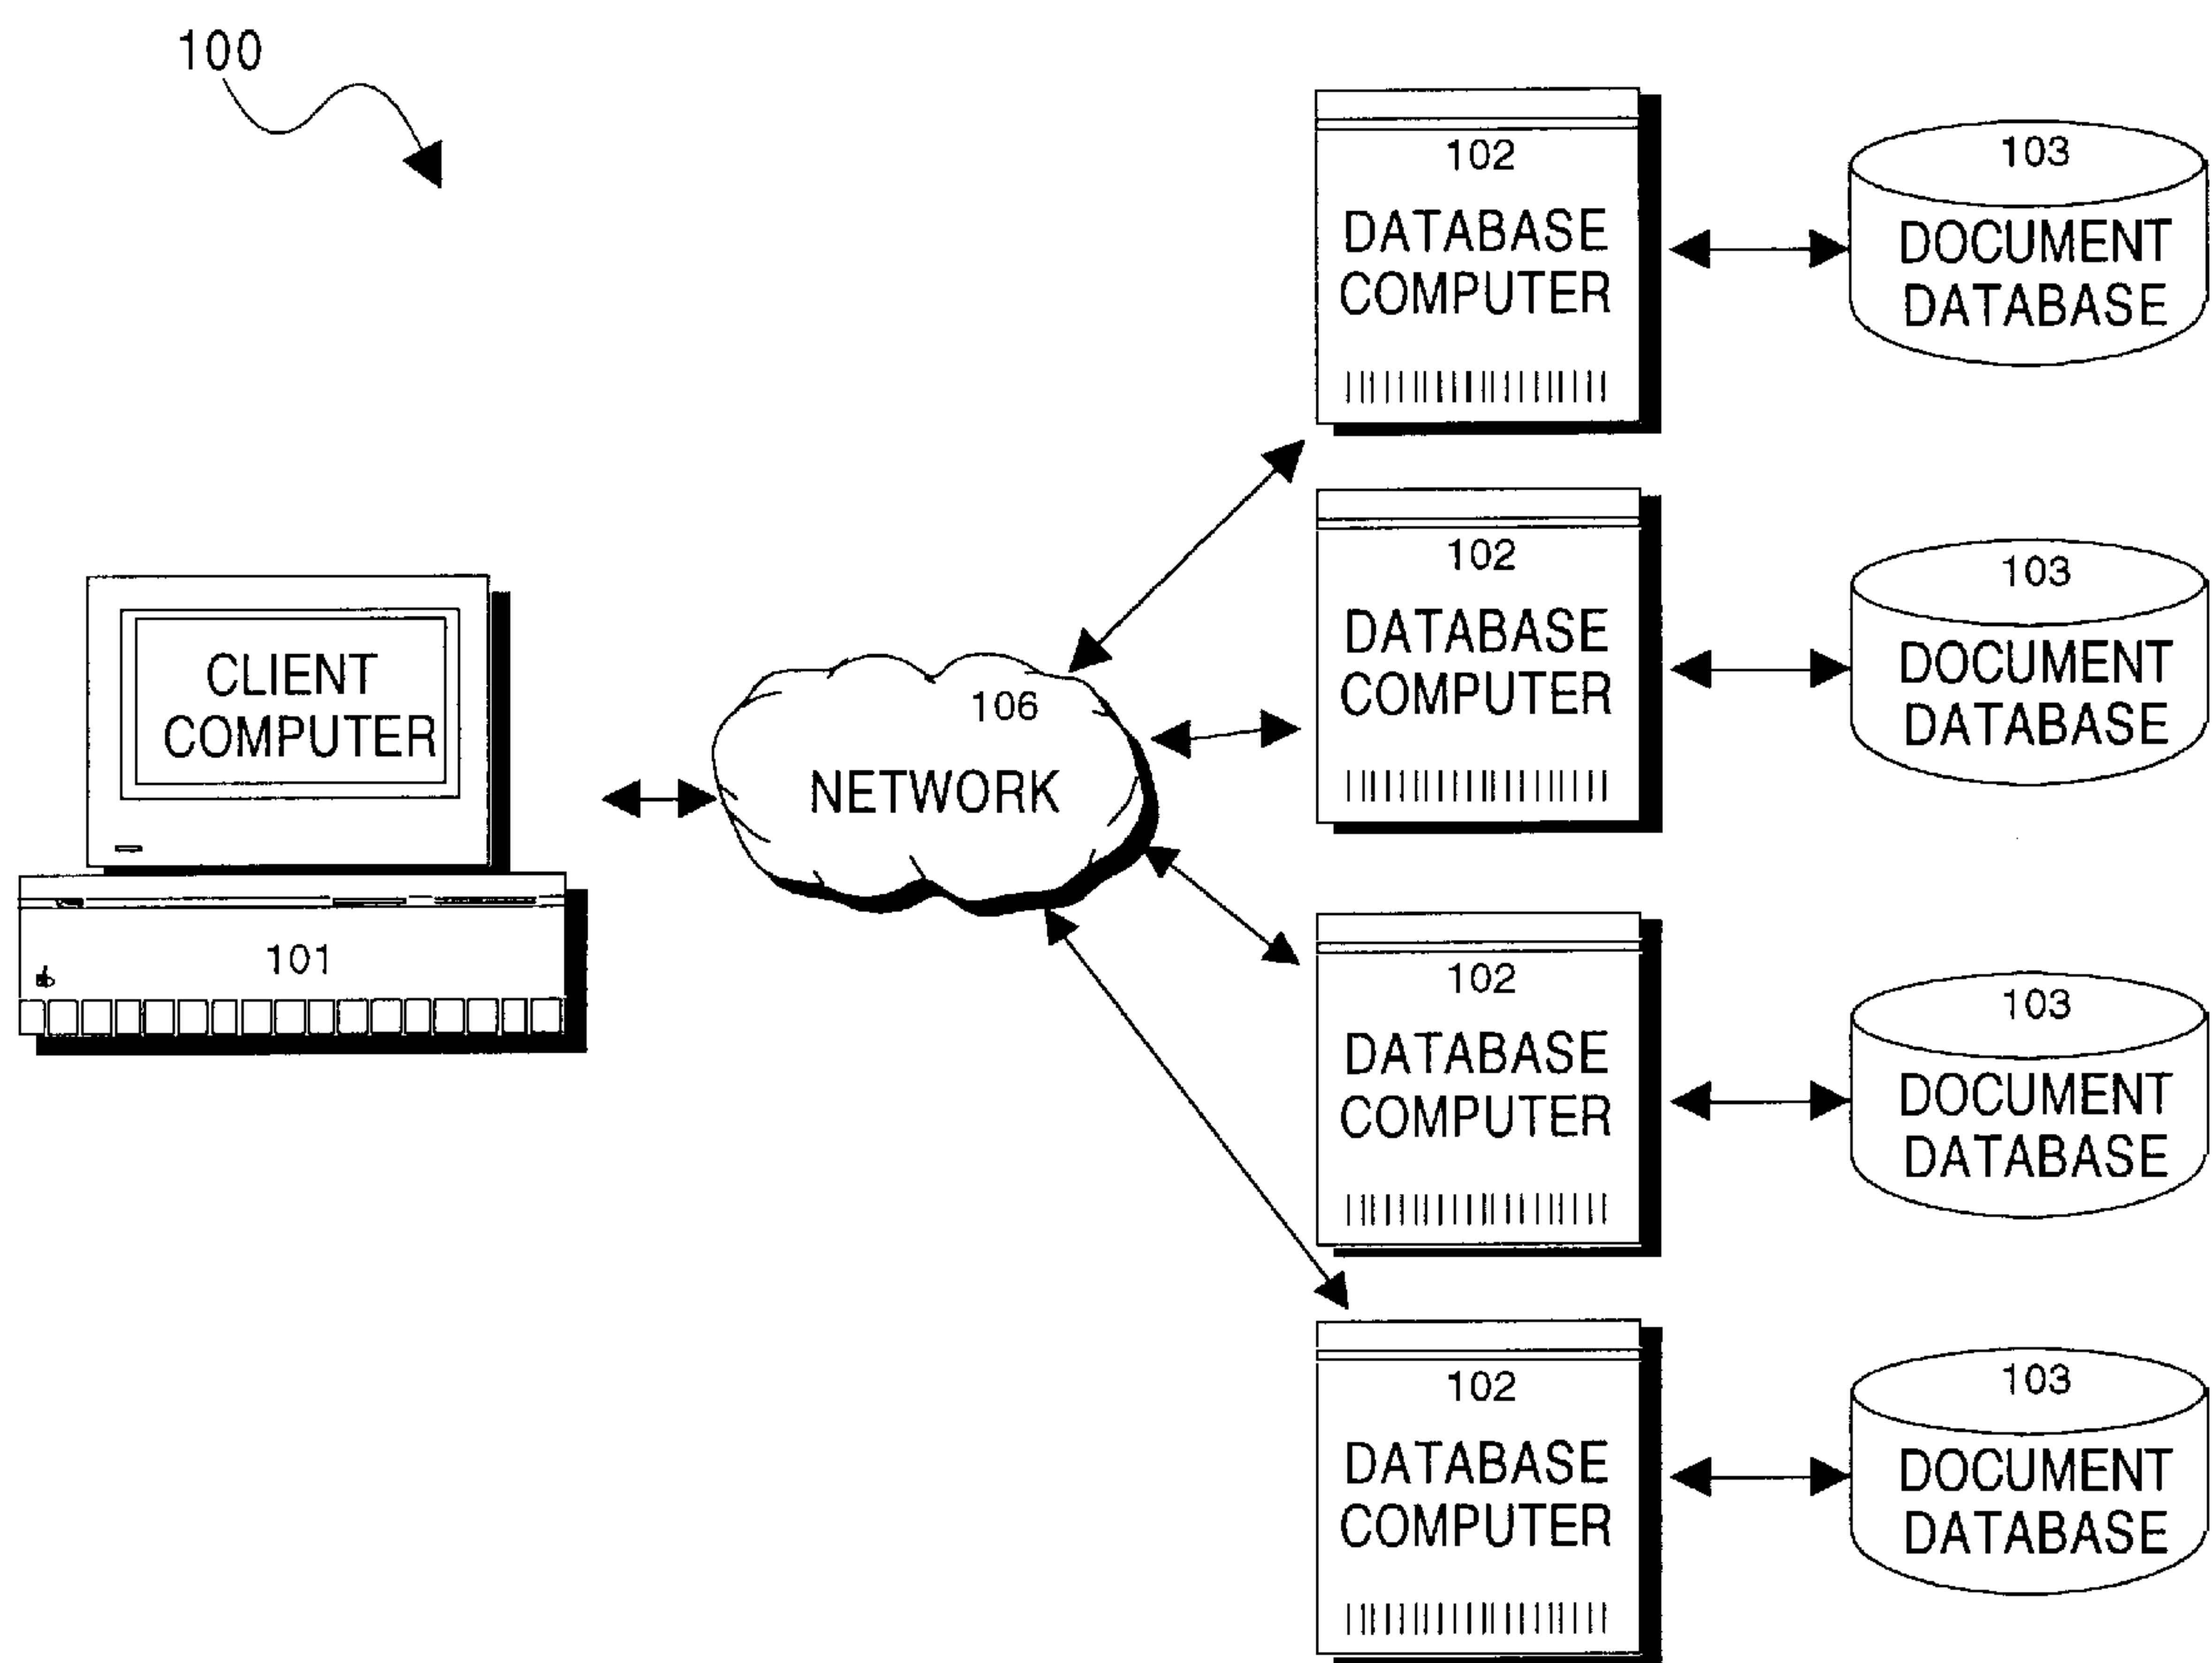 100
102
DATABASE
COMPUTER
103
DOCUMENT
DATABASE
102
DATABASE
COMPUTER
103
DOCUMENT
DATABASE
CLIENT
COMPUTER
101
106
NETWORK
102
DATABASE
COMPUTER
103
DOCUMENT
DATABASE
102
DATABASE
COMPUTER
103
DOCUMENT
DATABASE